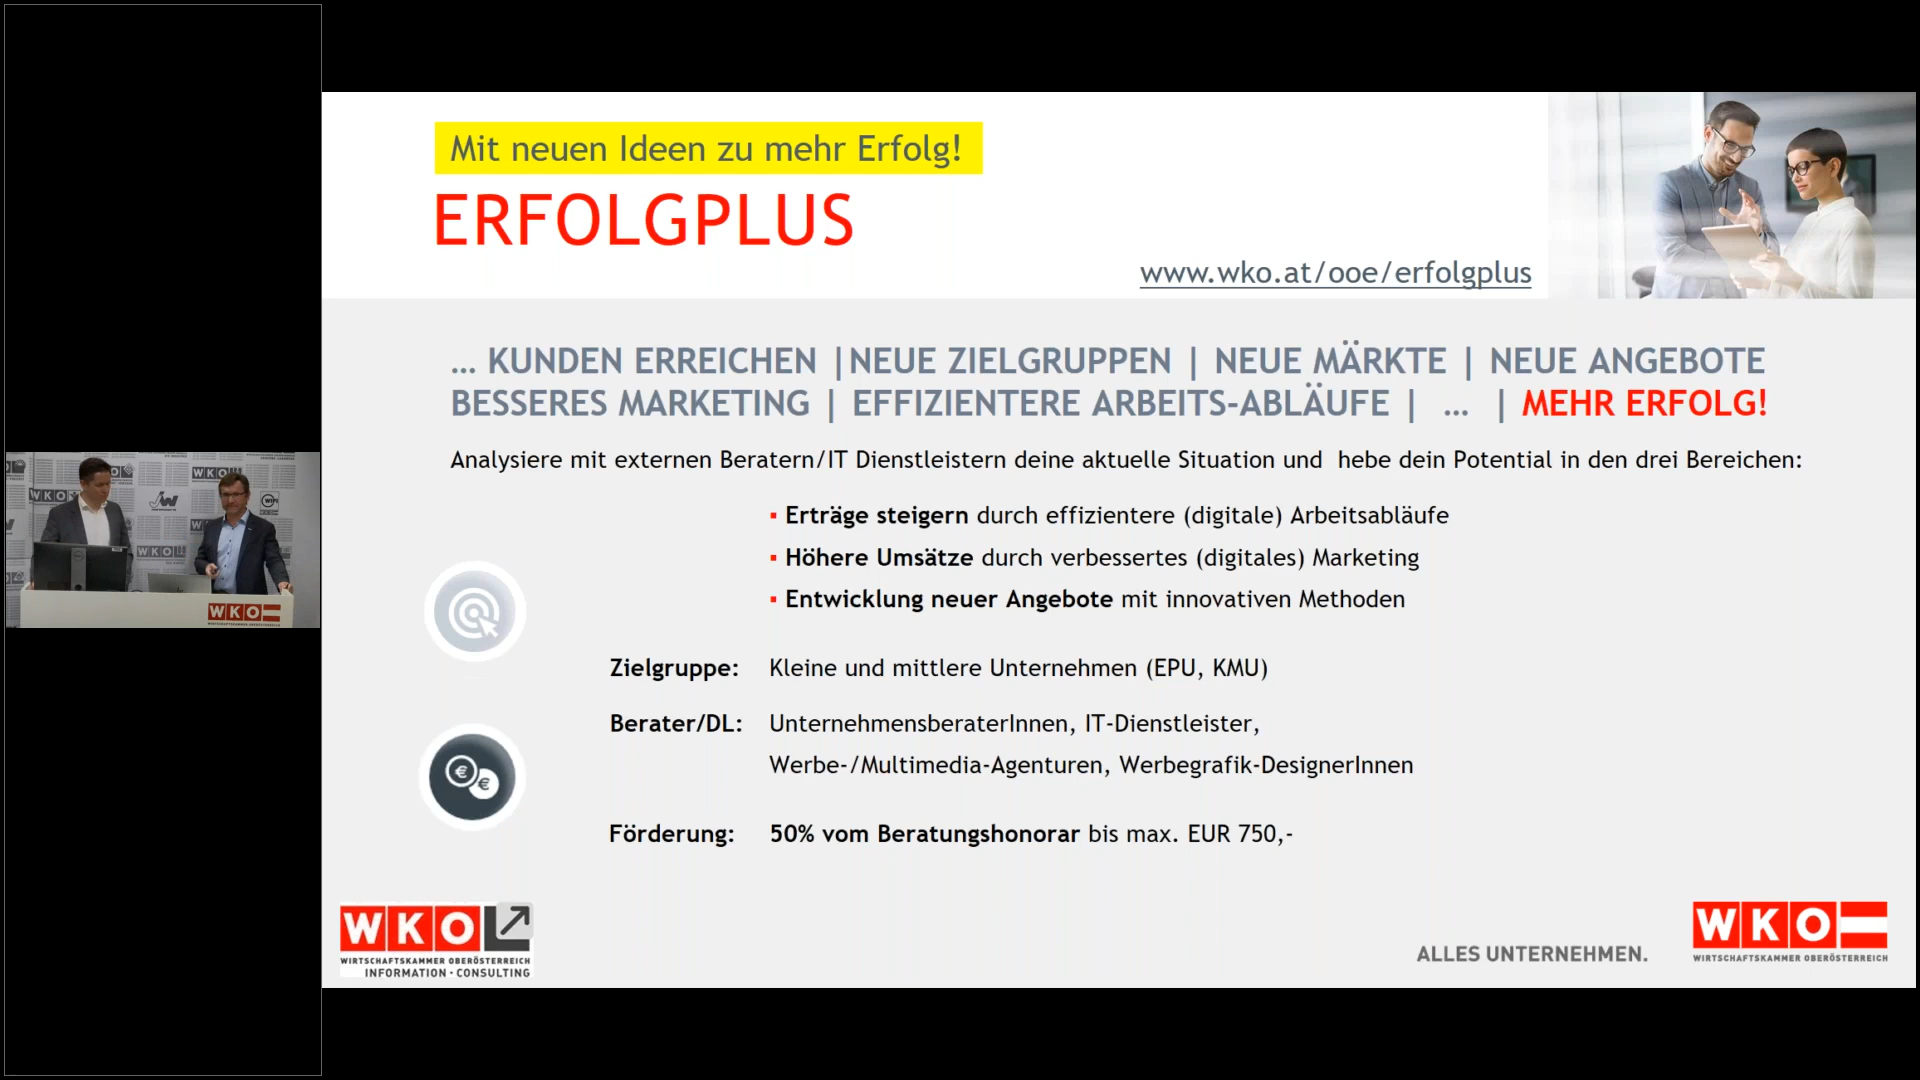 Mit neuen Ideen zu mehr Erfolg!
ERFOLGPLUS
www.wko.at/ooe/erfolgplus
... KUNDEN ERREICHEN |NEUE ZIELGRUPPEN | NEUE MÄRKTE | NEUE ANGEBOTE
BESSERES MARKETING | EFFIZIENTERE ARBEITS-ABLÄUFE | ... | MEHR ERFOLG!
Analysiere mit externen Beratern/IT Dienstleistern deine aktuelle Situation und hebe dein Potential in den drei Bereichen:
▪ Erträge steigern durch effizientere (digitale) Arbeitsabläufe
▪ Höhere Umsätze durch verbessertes (digitales) Marketing
▪ Entwicklung neuer Angebote mit innovativen Methoden
Zielgruppe: Kleine und mittlere Unternehmen (EPU, KMU)
Berater/DL: UnternehmensberaterInnen, IT-Dienstleister,
Werbe-/Multimedia-Agenturen, Werbegrafik-DesignerInnen
Förderung: 50% vom Beratungshonorar bis max. EUR 750,-
WKO
WIRTSCHAFTSKAMMER OBERÖSTERREICH
INFORMATION · CONSULTING
ALLES UNTERNEHMEN.
WKO
WIRTSCHAFTSKAMMER OBERÖSTERREICH
WKO
WKO
WKO
WKO
JW
WIFI